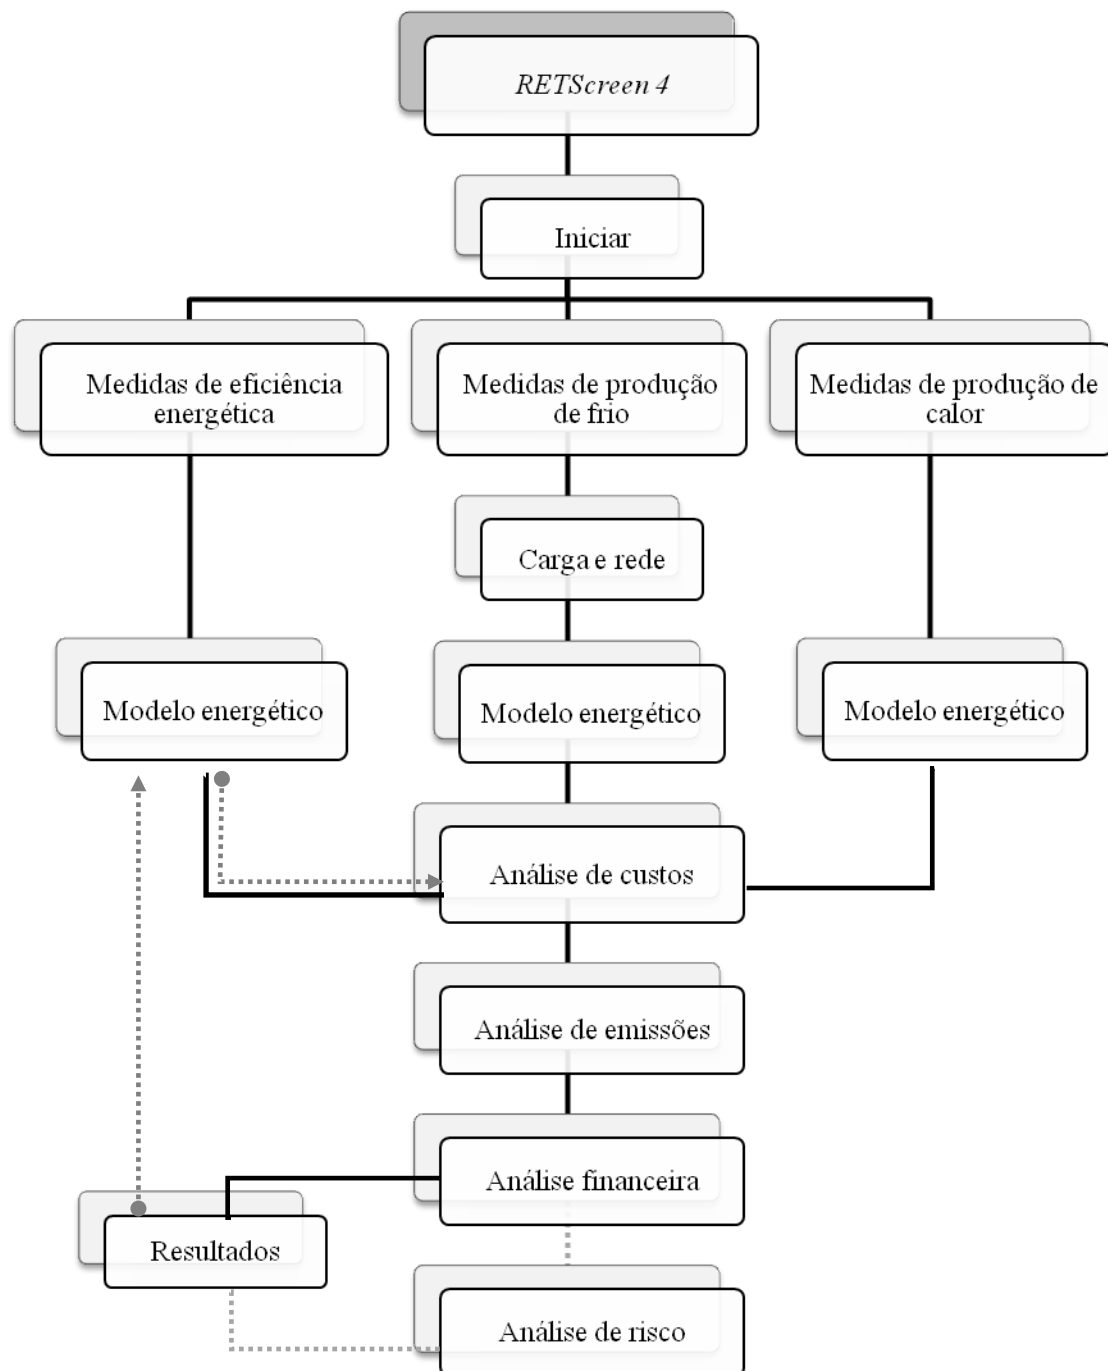 RETScreen 4
Iniciar
Medidas de eficiência
energética
Medidas de produção
de frio
Medidas de produção de
calor
Carga e rede
Modelo energético
Modelo energético
Modelo energético
Análise de custos
Análise de emissões
Análise financeira
Resultados
Análise de risco